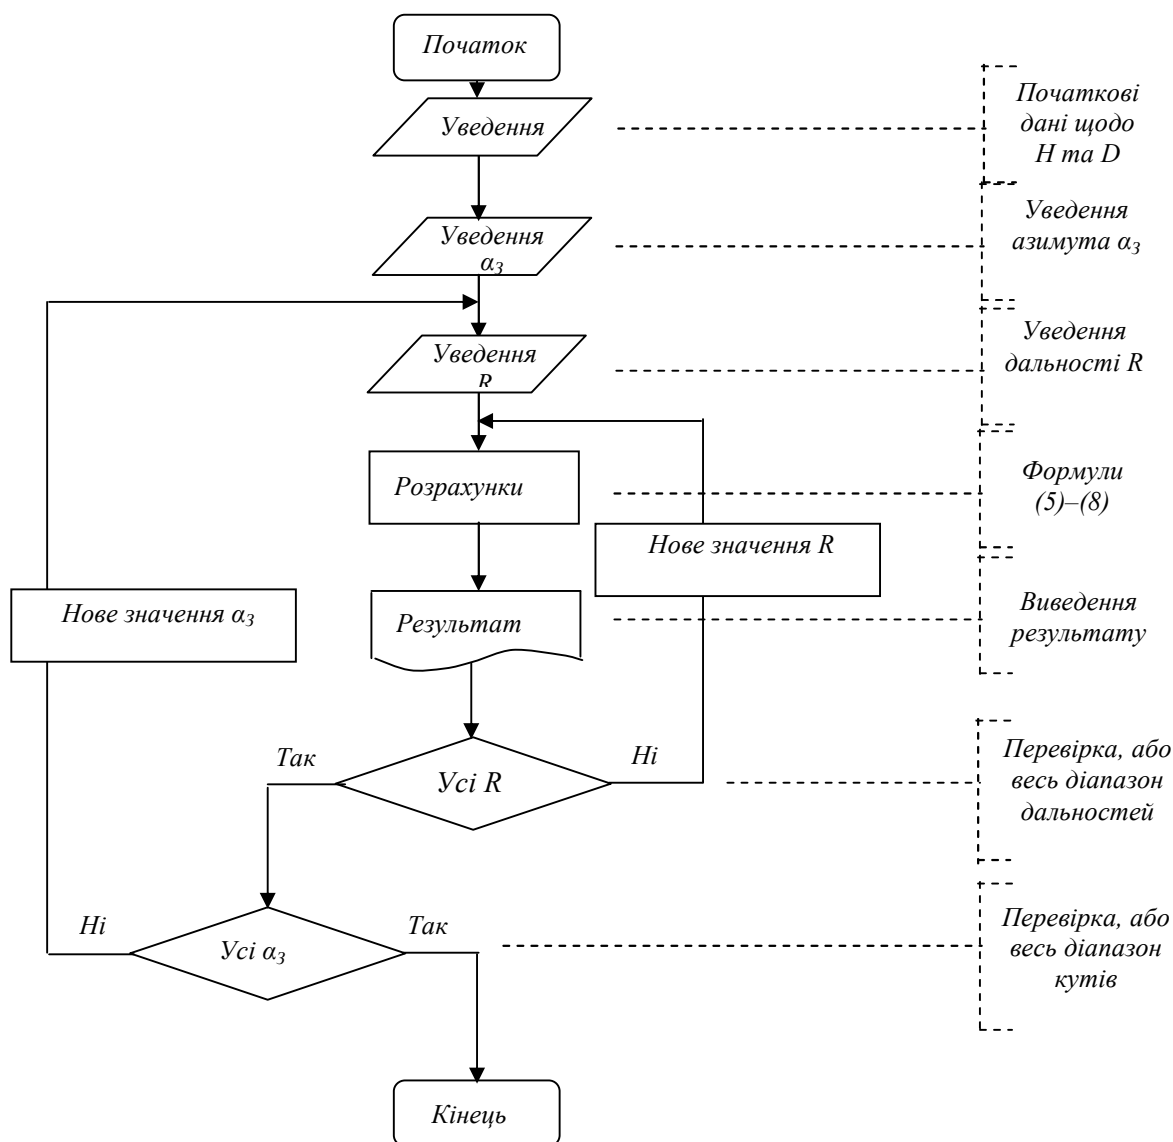 Початок
Уведення
Початкові
дані щодо
H та D
Уведення
α₃
Уведення
азимута α₃
Уведення
R
Уведення
дальності R
Розрахунки
Формули
(5)–(8)
Нове значення R
Нове значення α₃
Результат
Виведення
результату
Так
Ні
Усі R
Перевірка, або
весь діапазон
дальностей
Ні
Так
Усі α₃
Перевірка, або
весь діапазон
кутів
Кінець